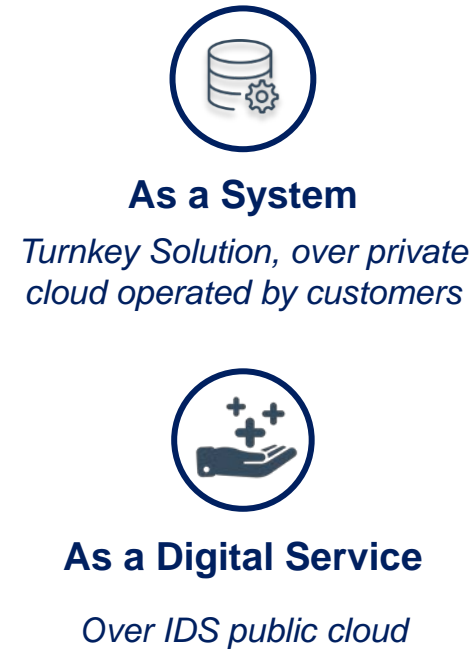 As a System
Turnkey Solution, over private
cloud operated by customers
As a Digital Service
Over IDS public cloud